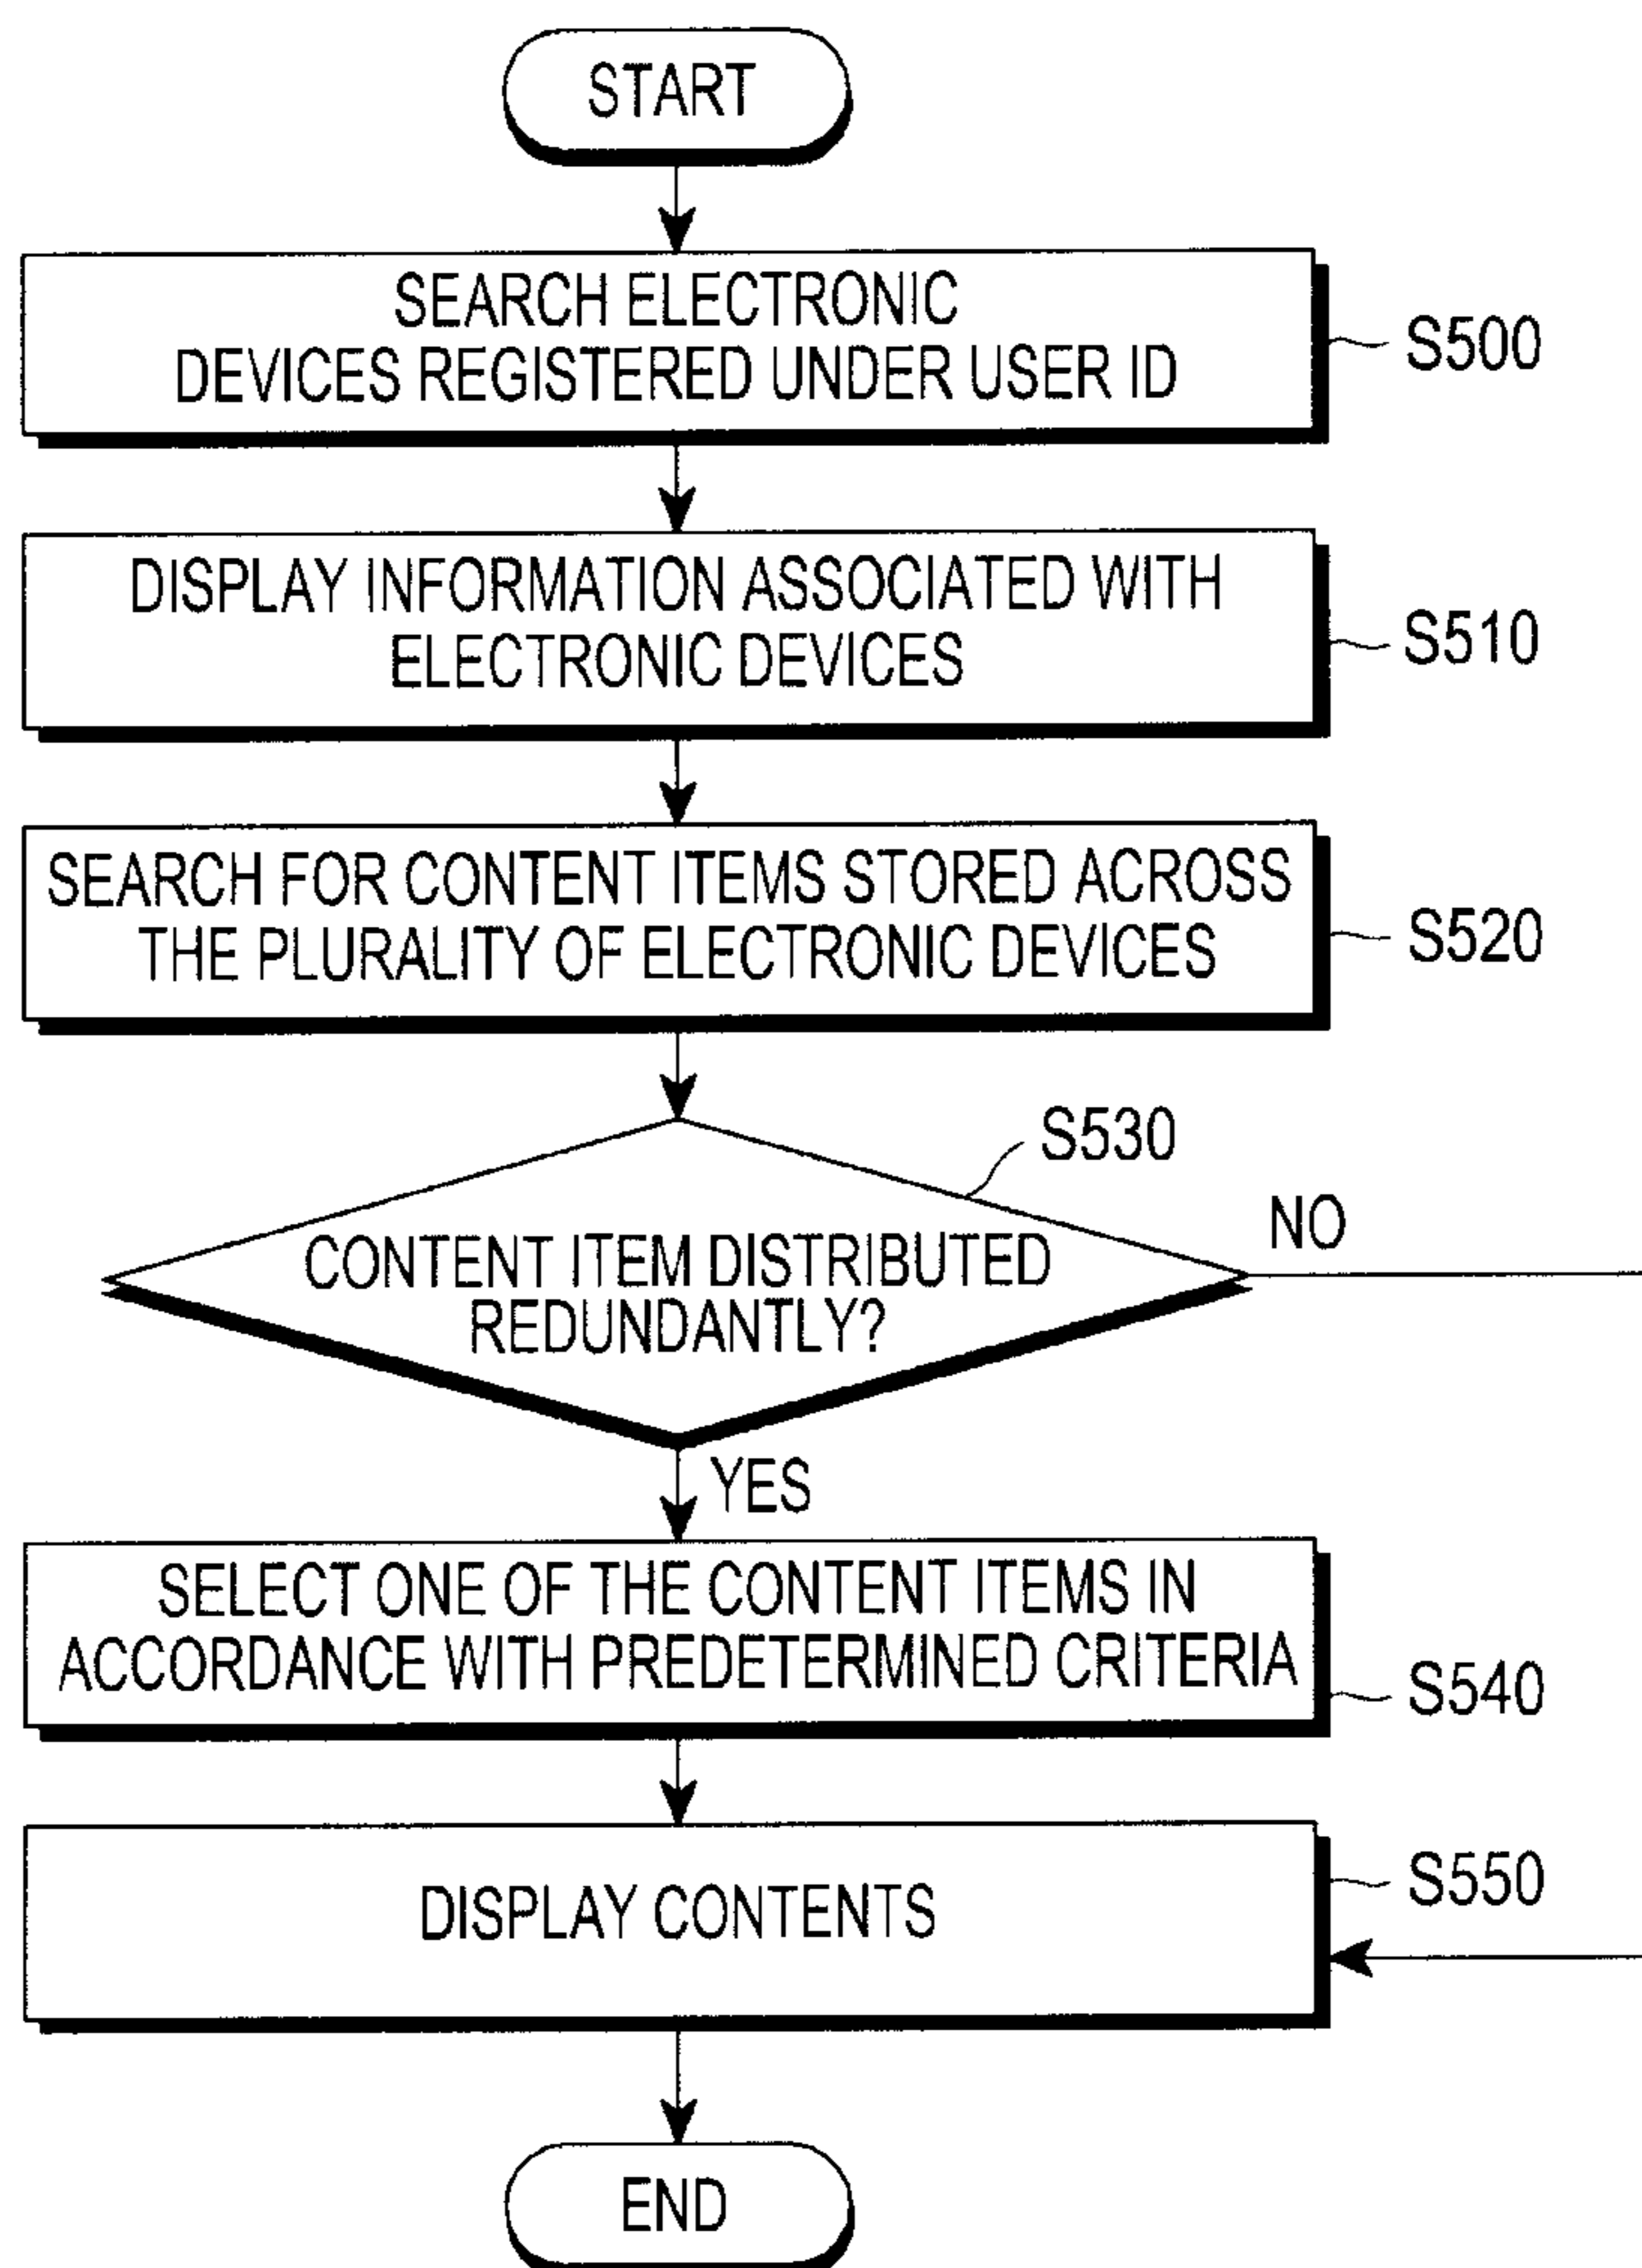 START
SEARCH ELECTRONIC
DEVICES REGISTERED UNDER USER ID
S500
DISPLAY INFORMATION ASSOCIATED WITH
ELECTRONIC DEVICES
S510
SEARCH FOR CONTENT ITEMS STORED ACROSS
THE PLURALITY OF ELECTRONIC DEVICES
S520
S530
NO
CONTENT ITEM DISTRIBUTED
REDUNDANTLY?
YES
SELECT ONE OF THE CONTENT ITEMS IN
ACCORDANCE WITH PREDETERMINED CRITERIA
S540
DISPLAY CONTENTS
S550
END